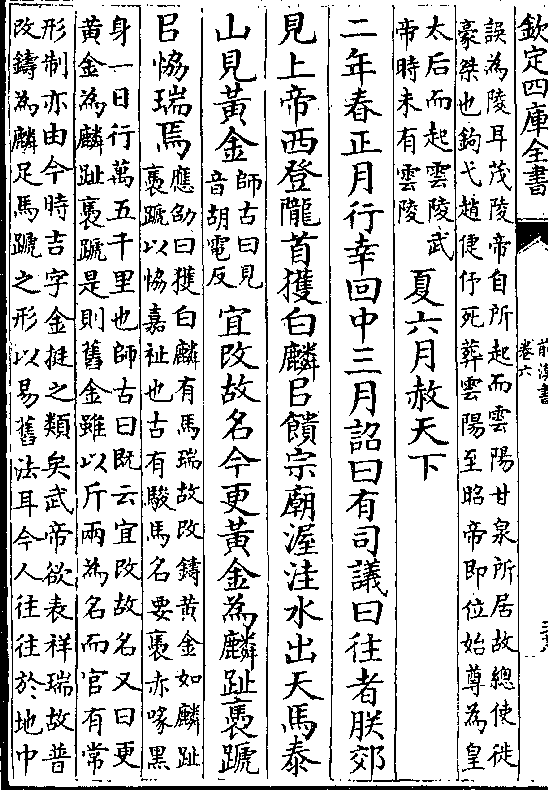 欽定四庫全書
前漢書
卷六
誤為陵耳茂陵帝自所起而雲陽甘泉所居故總使徙
豪桀也鉤弋趙倢伃死葬雲陽至昭帝即位始尊為皇
太后而起雲陵武
帝時未有雲陵
夏六月赦天下
二年春正月行幸回中三月詔曰有司議曰往者朕郊
見上帝西登隴首獲白麟㠯饋宗廟渥洼水出天馬泰
山見黃金
師古曰見
音胡電反
宜改故名今更黃金為麟趾褭蹏
㠯協瑞焉
應劭曰獲白麟有馬瑞故改鑄黃金如麟趾
褭蹏以協嘉祉也古有駿馬名要褭赤喙黑
身一日行萬五千里也師古曰既云宜改故名又曰更
黃金為麟趾褭蹏是則舊金雖以斤兩為名而官有常
形制亦由今時吉字金挺之類矣武帝欲表祥瑞故普
改鑄為麟足馬蹏之形以易舊法耳今人往往於地中